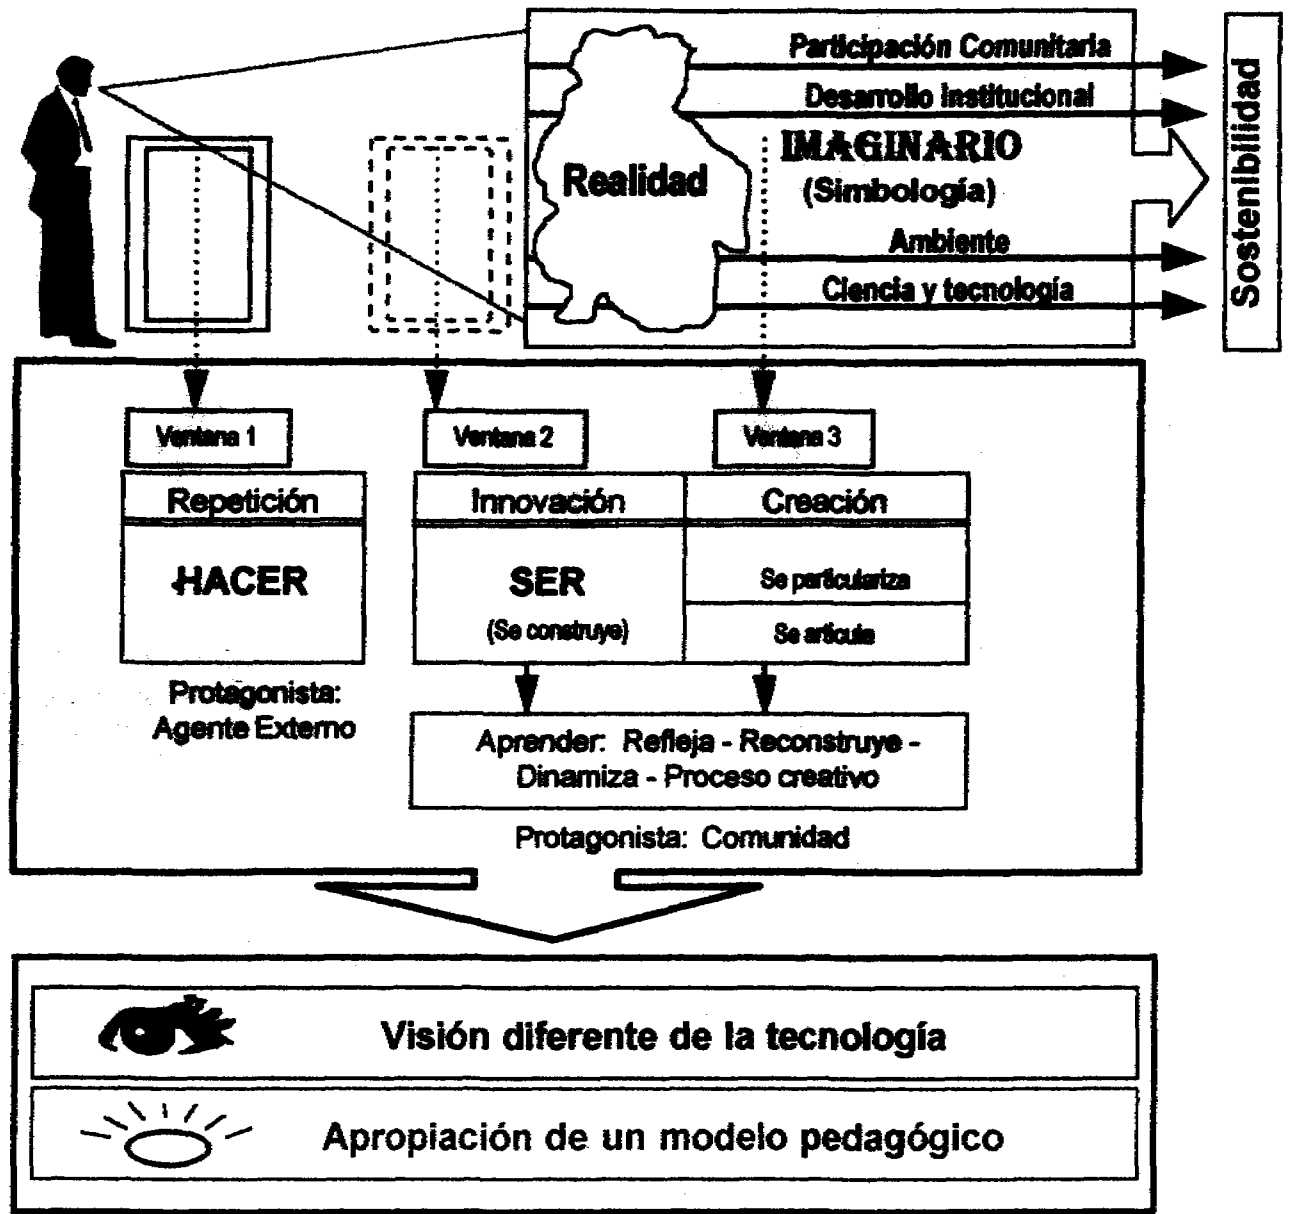 Participación Comunitaria
Desarrollo Institucional
IMAGINARIO
(Simbología)
Realidad
Ambiente
Ciencia y tecnología
Sostenibilidad
Ventana 1
Ventana 2
Ventana 3
Repetición
Innovación
Creación
HACER
SER
(Se construye)
Se particulariza
Se articula
Protagonista:
Agente Externo
Aprender: Refleja - Reconstruye -
Dinamiza - Proceso creativo
Protagonista: Comunidad
Visión diferente de la tecnología
Apropiación de un modelo pedagógico